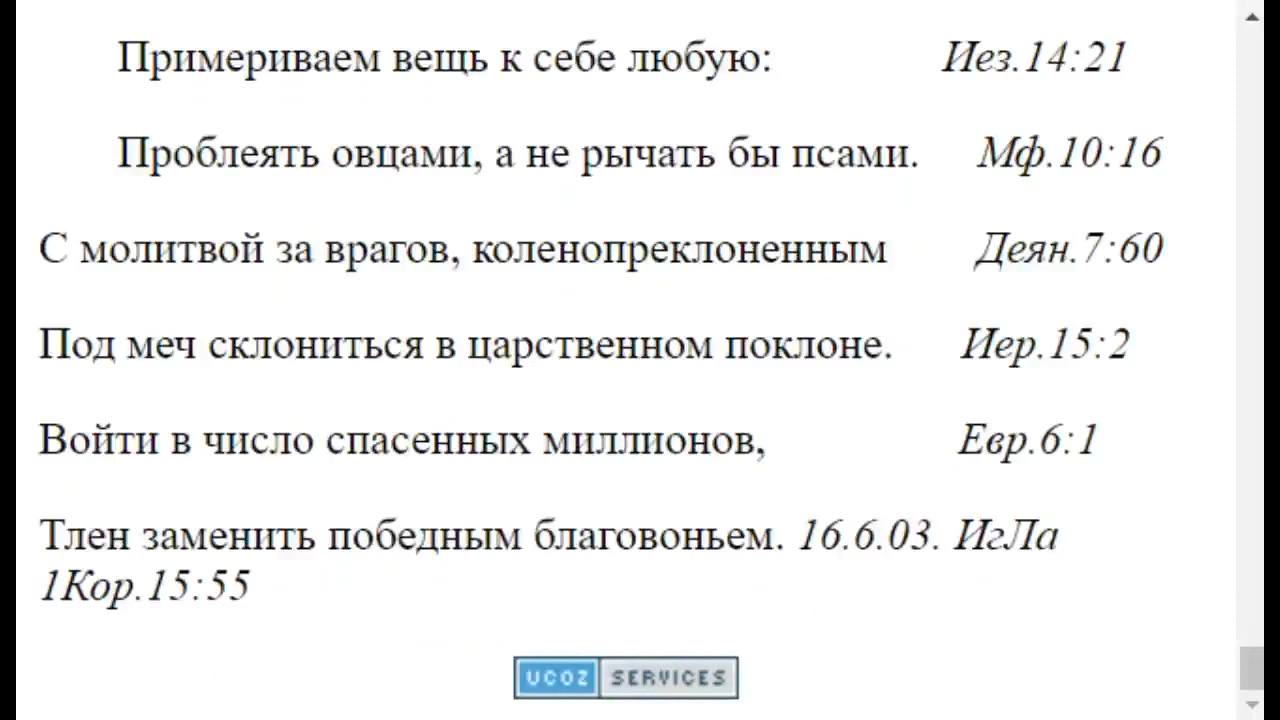 Примериваем вещь к себе любую: Иез.14:21
Проблеять овцами, а не рычать бы псами. Мф.10:16
С молитвой за врагов, коленопреклоненным Деян.7:60
Под меч склониться в царственном поклоне. Иер.15:2
Войти в число спасенных миллионов, Евр.6:1
Тлен заменить победным благовоньем. 16.6.03. ИгЛа
1Кор.15:55
UCOZ SERVICES